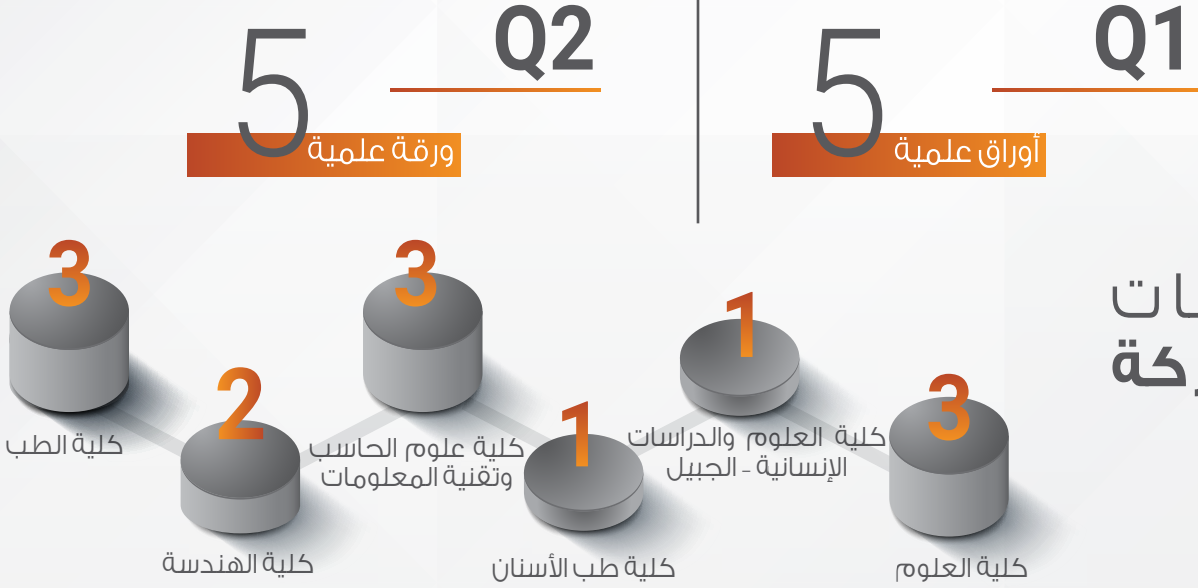 Q1
5
أوراق علمية
Q2
5
ورقة علمية
3
كلية العلوم
1
كلية العلوم والدراسات
الإنسانية - الجبيل
1
كلية طب الأسنان
3
كلية علوم الحاسب
وتقنية المعلومات
2
كلية الهندسة
3
كلية الطب